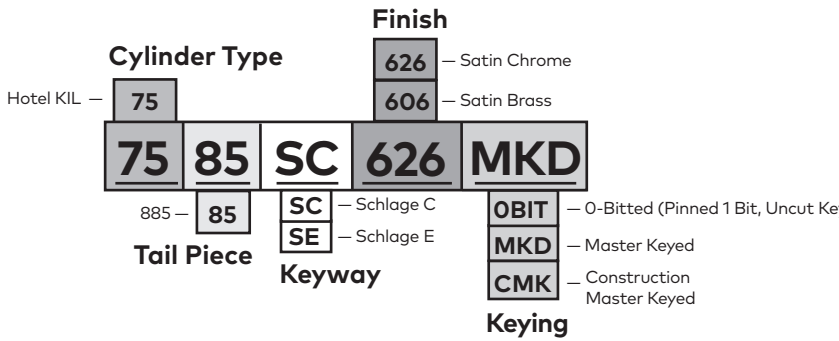 Finish
Cylinder Type
626 – Satin Chrome
Hotel KIL – 75
606 – Satin Brass
75 85 SC 626 MKD
885 – 85
Tail Piece
SC – Schlage C
SE – Schlage E
Keyway
0BIT – 0-Bitted (Pinned 1 Bit, Uncut
MKD – Master Keyed
CMK – Construction
Master Keyed
Keying